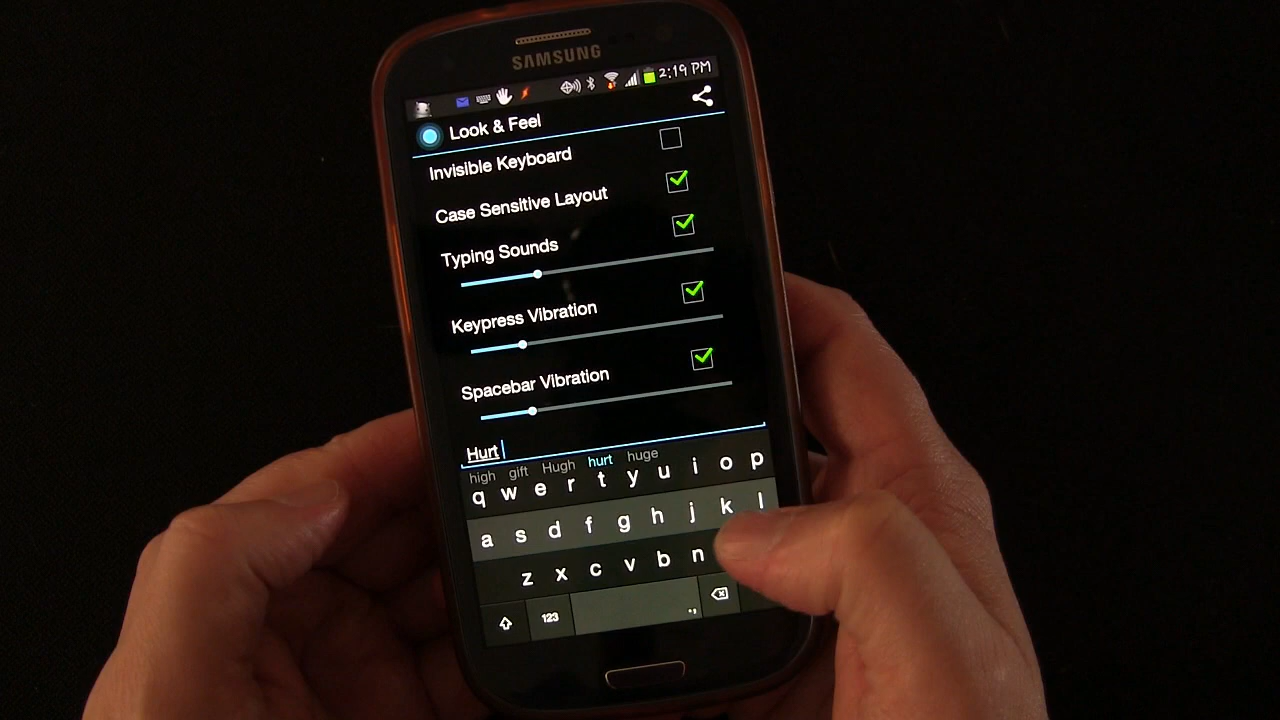 SAMSUNG
2:19 PM
Look & Feel
Invisible Keyboard
Case Sensitive Layout
Typing Sounds
Keypress Vibration
Spacebar Vibration
Hurt
high gift Hugh hurt huge
q w e r t y u i o p
a s d f g h j k l
z x c v b n
123 .,